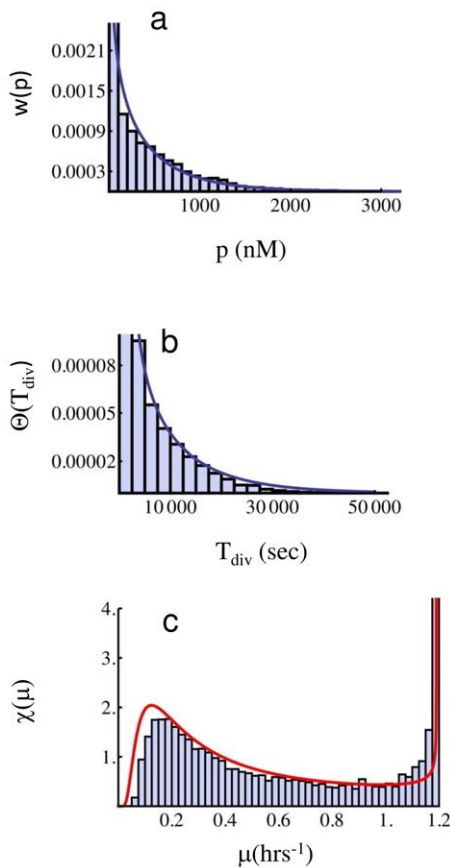 a
w(p)
0.0021
0.0015
0.0009
0.0003
1000 2000 3000
p (nM)
b
Θ(T_div)
0.00008
0.00005
0.00002
10 000 30 000 50 000
T_div (sec)
c
χ(μ)
4.
3.
2.
1.
0.2 0.4 0.6 0.8 1. 1.2
μ(hrs⁻¹)